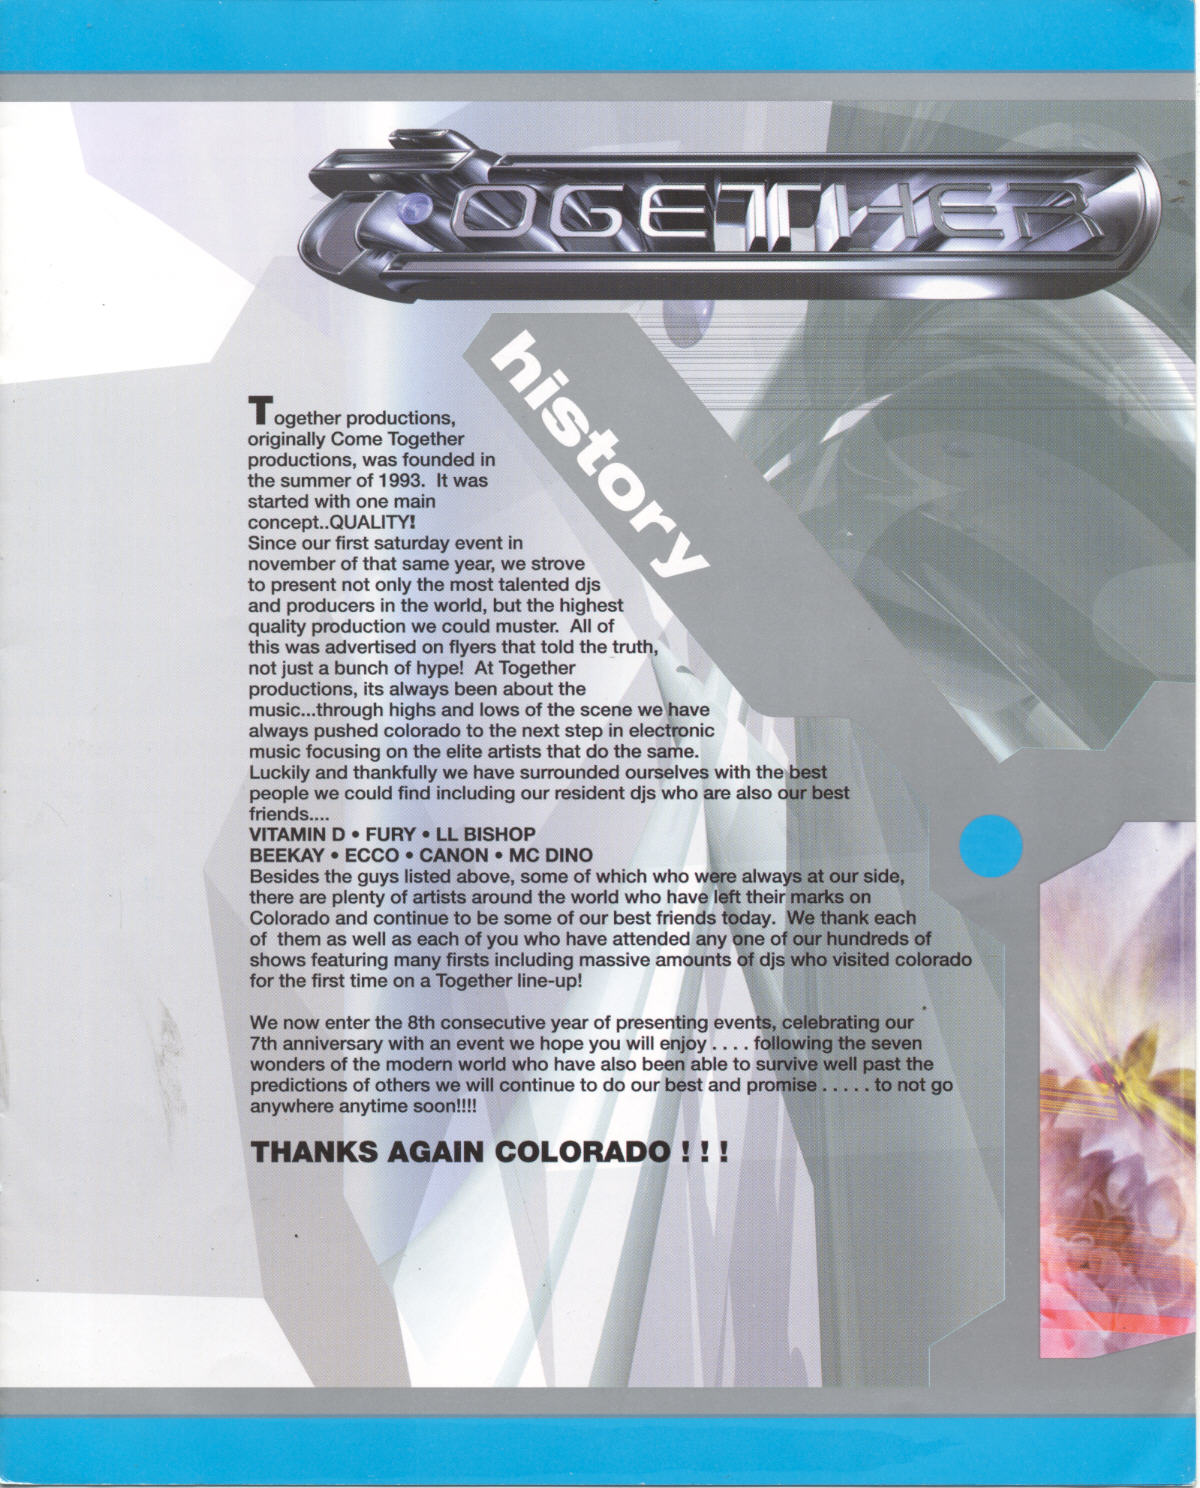 TOGETHER
history
Together productions,
originally Come Together
productions, was founded in
the summer of 1993.  It was
started with one main
concept..QUALITY!
Since our first saturday event in
november of that same year, we strove
to present not only the most talented djs
and producers in the world, but the highest
quality production we could muster.  All of
this was advertised on flyers that told the truth,
not just a bunch of hype!  At Together
productions, its always been about the
music...through highs and lows of the scene we have
always pushed colorado to the next step in electronic
music focusing on the elite artists that do the same.
Luckily and thankfully we have surrounded ourselves with the best
people we could find including our resident djs who are also our best
friends....
VITAMIN D • FURY • LL BISHOP
BEEKAY • ECCO • CANON • MC DINO
Besides the guys listed above, some of which who were always at our side,
there are plenty of artists around the world who have left their marks on
Colorado and continue to be some of our best friends today.  We thank each
of  them as well as each of you who have attended any one of our hundreds of
shows featuring many firsts including massive amounts of djs who visited colorado
for the first time on a Together line-up!
We now enter the 8th consecutive year of presenting events, celebrating our
7th anniversary with an event we hope you will enjoy . . . . following the seven
wonders of the modern world who have also been able to survive well past the
predictions of others we will continue to do our best and promise . . . . . to not go
anywhere anytime soon!!!!
THANKS AGAIN COLORADO ! ! !